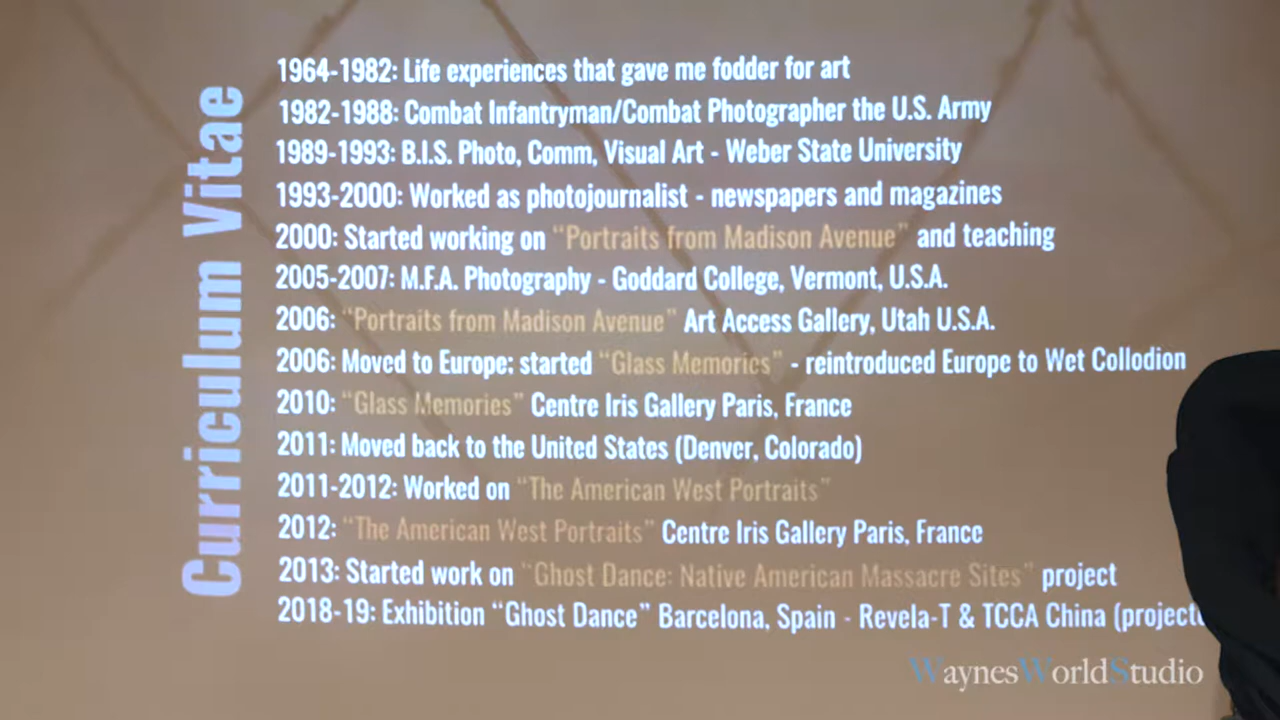 Curriculum Vitae
1964-1982: Life experiences that gave me fodder for art
1982-1988: Combat Infantryman/Combat Photographer the U.S. Army
1989-1993: B.I.S. Photo, Comm, Visual Art - Weber State University
1993-2000: Worked as photojournalist - newspapers and magazines
2000: Started working on “Portraits from Madison Avenue” and teaching
2005-2007: M.F.A. Photography - Goddard College, Vermont, U.S.A.
2006: “Portraits from Madison Avenue” Art Access Gallery, Utah U.S.A.
2006: Moved to Europe; started “Glass Memories” - reintroduced Europe to Wet Collodion
2010: “Glass Memories” Centre Iris Gallery Paris, France
2011: Moved back to the United States (Denver, Colorado)
2011-2012: Worked on “The American West Portraits”
2012: “The American West Portraits” Centre Iris Gallery Paris, France
2013: Started work on “Ghost Dance: Native American Massacre Sites” project
2018-19: Exhibition “Ghost Dance” Barcelona, Spain - Revela-T & TCCA China
WaynesWorldStudio